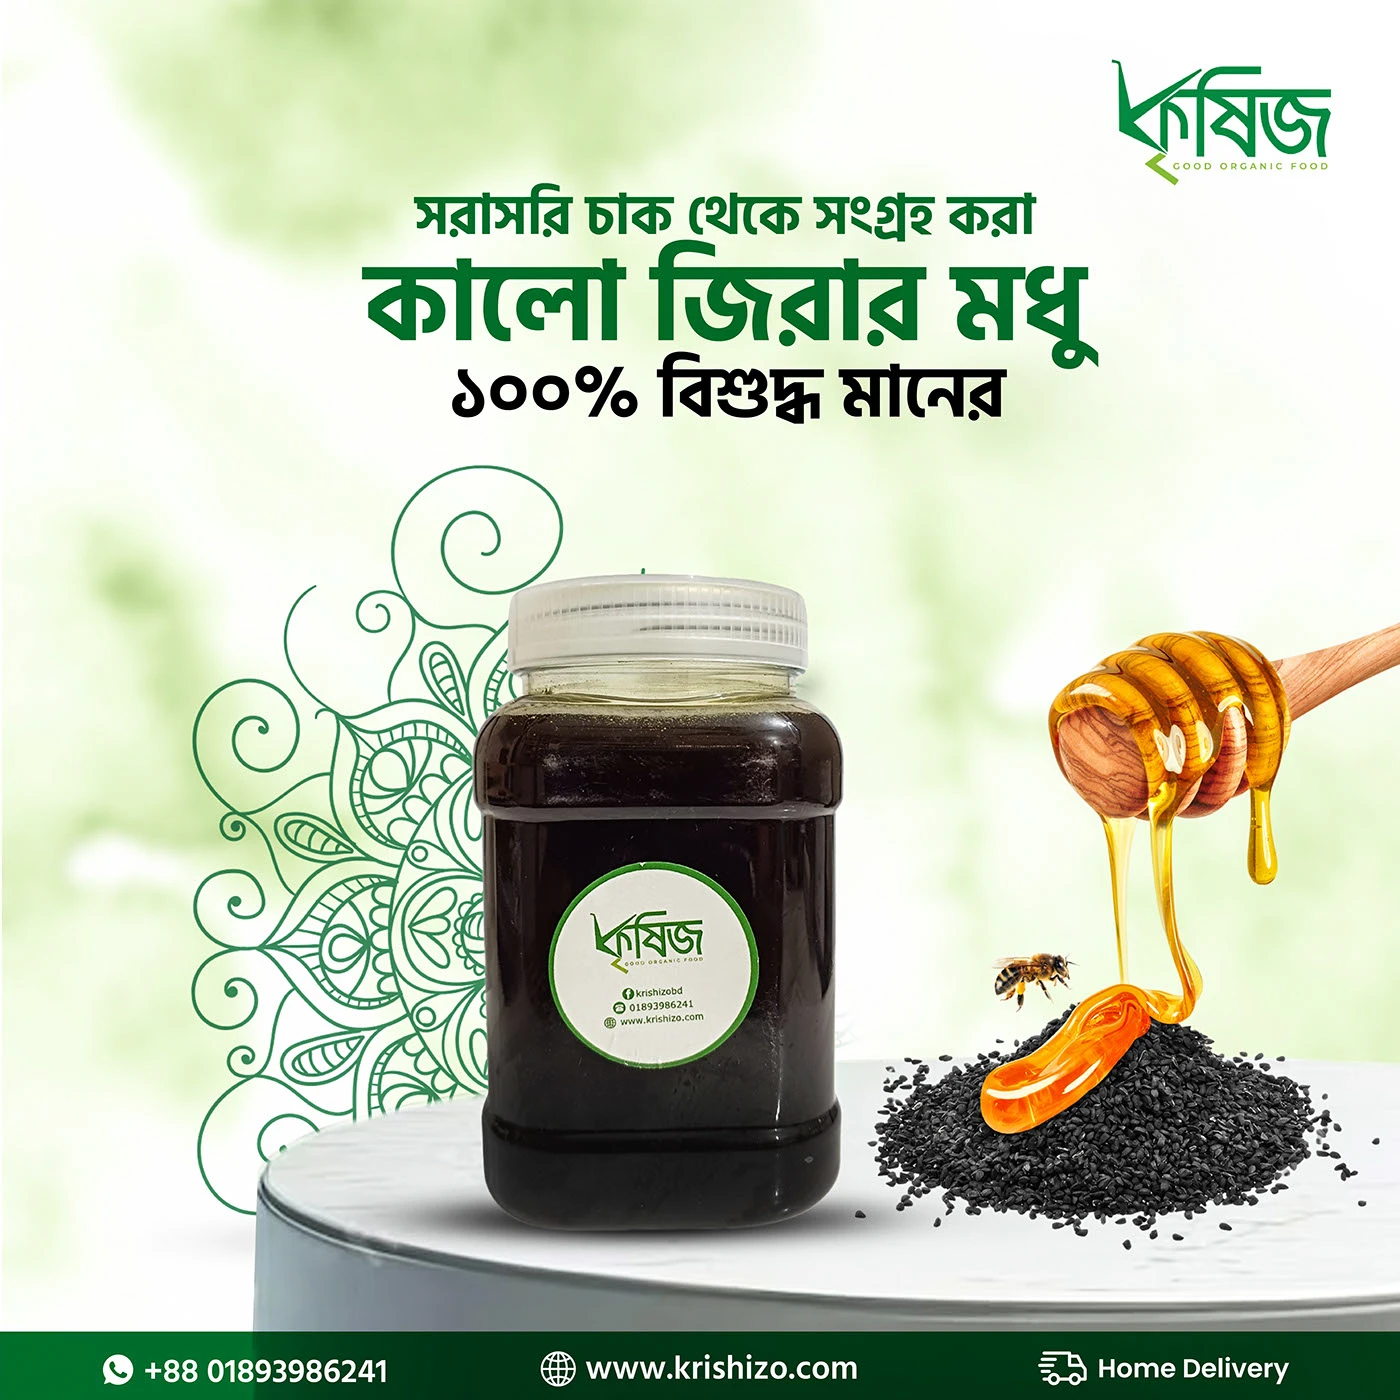 কৃষিজ
GOOD ORGANIC FOOD
সরাসরি চাক থেকে সংগ্রহ করা
কালো জিরার মধু
১০০% বিশুদ্ধ মানের
কৃষিজ
GOOD ORGANIC FOOD
krishizobd
01893986241
www.krishizo.com
+88 01893986241
www.krishizo.com
Home Delivery